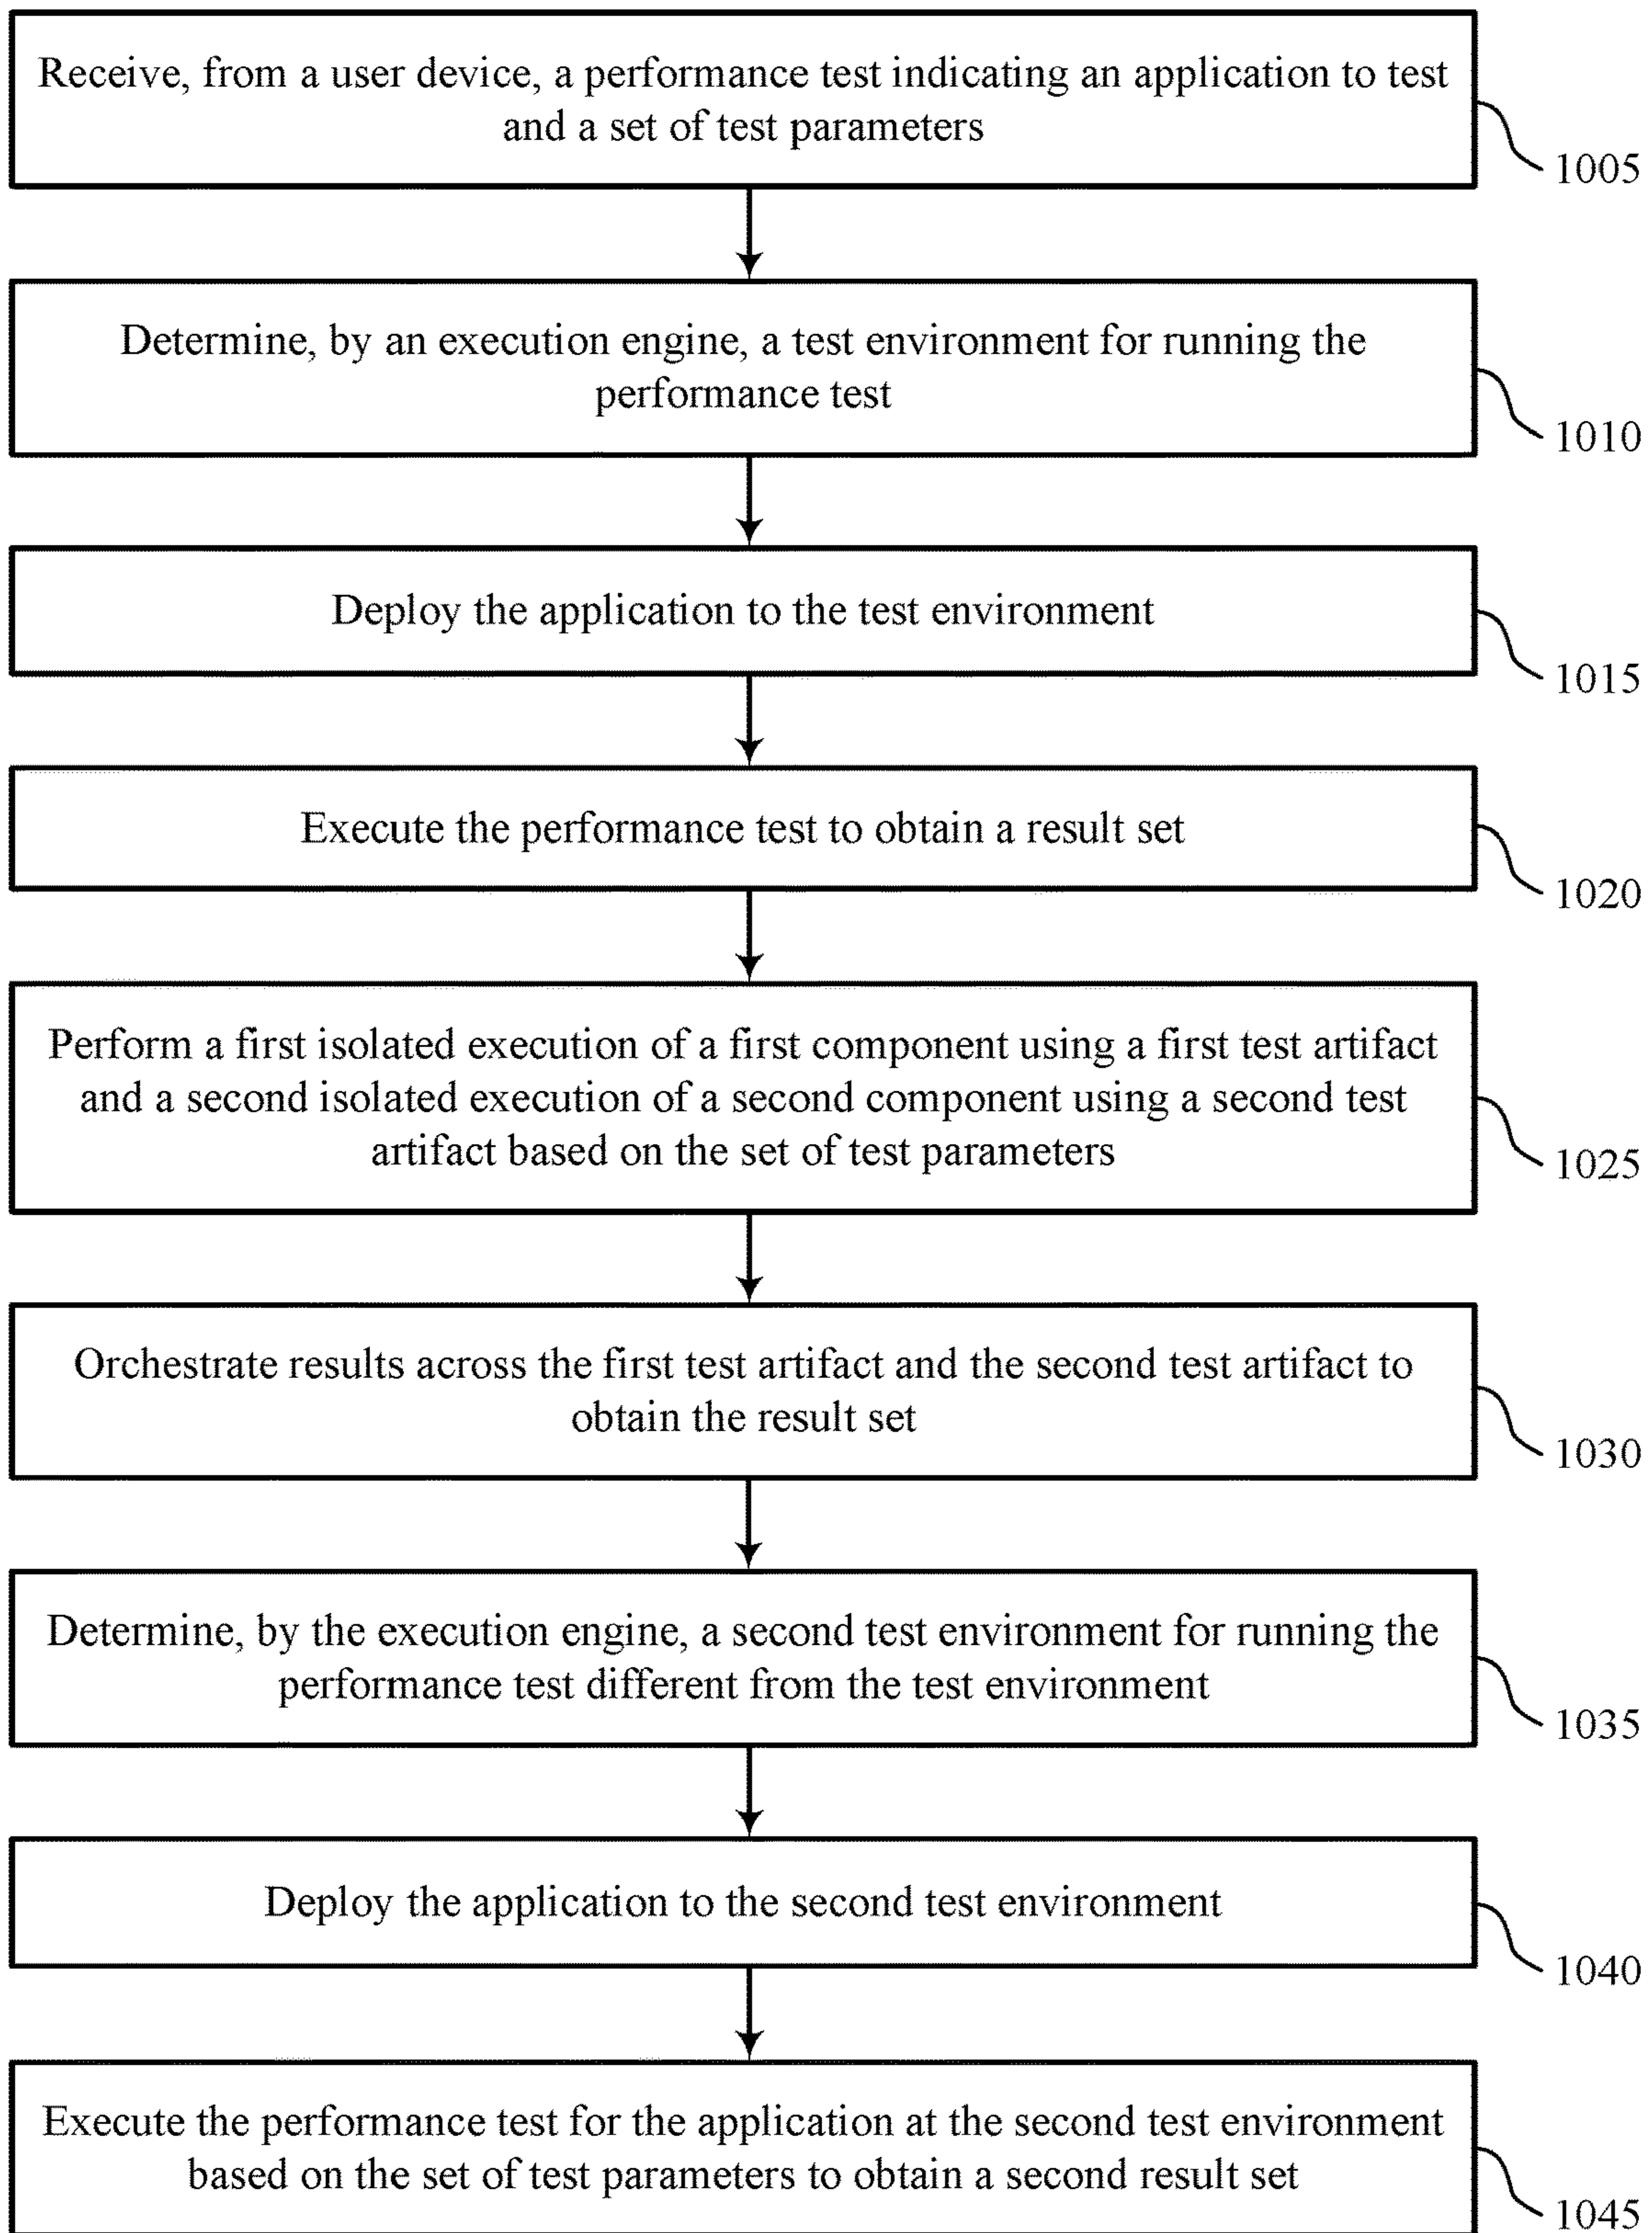 Receive, from a user device, a performance test indicating an application to test
and a set of test parameters
1005
Determine, by an execution engine, a test environment for running the
performance test
1010
Deploy the application to the test environment
1015
Execute the performance test to obtain a result set
1020
Perform a first isolated execution of a first component using a first test artifact
and a second isolated execution of a second component using a second test
artifact based on the set of test parameters
1025
Orchestrate results across the first test artifact and the second test artifact to
obtain the result set
1030
Determine, by the execution engine, a second test environment for running the
performance test different from the test environment
1035
Deploy the application to the second test environment
1040
Execute the performance test for the application at the second test environment
based on the set of test parameters to obtain a second result set
1045